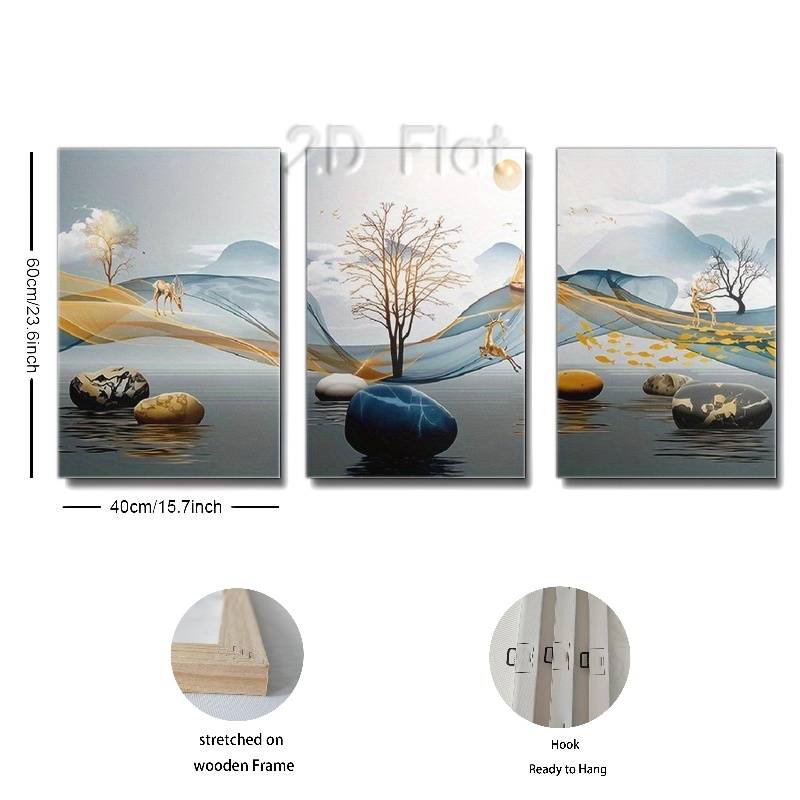 2D Flat
60cm/23.6inch
40cm/15.7inch
stretched on
wooden Frame
Hook
Ready to Hang